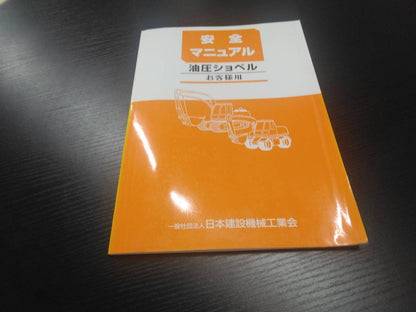 安全
マニュアル
油圧ショベル
お客様用
一般社団法人 日本建設機械工業会